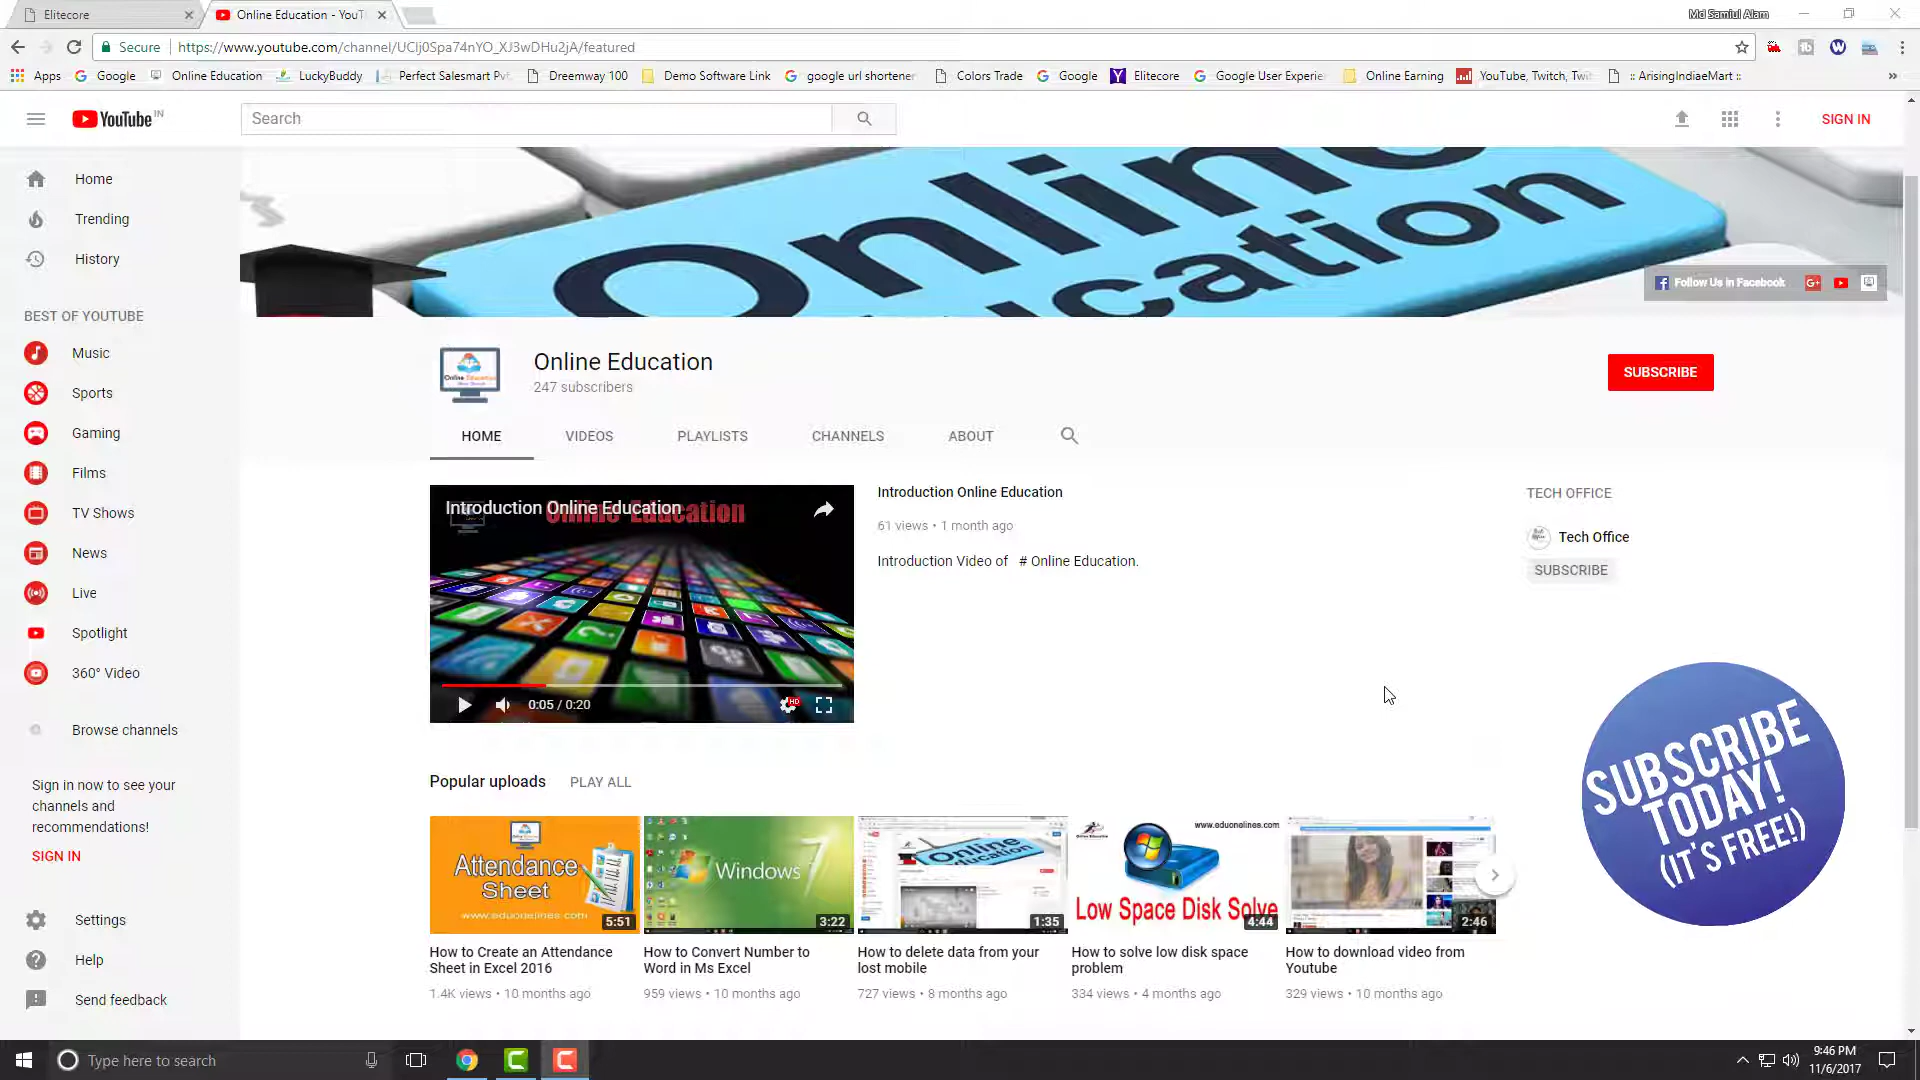 Elitecore
Online Education - YouT
Md Samiul Alam
Secure
https://www.youtube.com/channel/UCIj0Spa74nYO_XJ3wDHu2jA/featured
Apps
Google
Online Education
LuckyBuddy
Perfect Salesmart Pvt.
Dreemway 100
Demo Software Link
google url shortener
Colors Trade
Google
Elitecore
Google User Experie
Online Earning
YouTube, Twitch, Twi
:: ArisingIndiaeMart ::
YouTube IN
Search
SIGN IN
Home
Trending
History
BEST OF YOUTUBE
Music
Sports
Gaming
Films
TV Shows
News
Live
Spotlight
360° Video
Browse channels
Sign in now to see your
channels and
recommendations!
SIGN IN
Settings
Help
Send feedback
Online
Education
Follow Us in Facebook
Online Education
247 subscribers
SUBSCRIBE
HOME
VIDEOS
PLAYLISTS
CHANNELS
ABOUT
Introduction Online Education
Online Education
0:05 / 0:20
HD
Introduction Online Education
61 views • 1 month ago
Introduction Video of # Online Education.
TECH OFFICE
Tech Office
SUBSCRIBE
SUBSCRIBE
TODAY!
(IT'S FREE!)
Popular uploads
PLAY ALL
Attendance
Sheet
www.eduonelines.com
5:51
How to Create an Attendance
Sheet in Excel 2016
1.4K views • 10 months ago
Windows 7
3:22
How to Convert Number to
Word in Ms Excel
959 views • 10 months ago
Online
ducation
1:35
How to delete data from your
lost mobile
727 views • 8 months ago
www.eduonelines.com
Low Space Disk Solve
4:44
How to solve low disk space
problem
334 views • 4 months ago
2:46
How to download video from
Youtube
329 views • 10 months ago
Type here to search
9:46 PM
11/6/2017